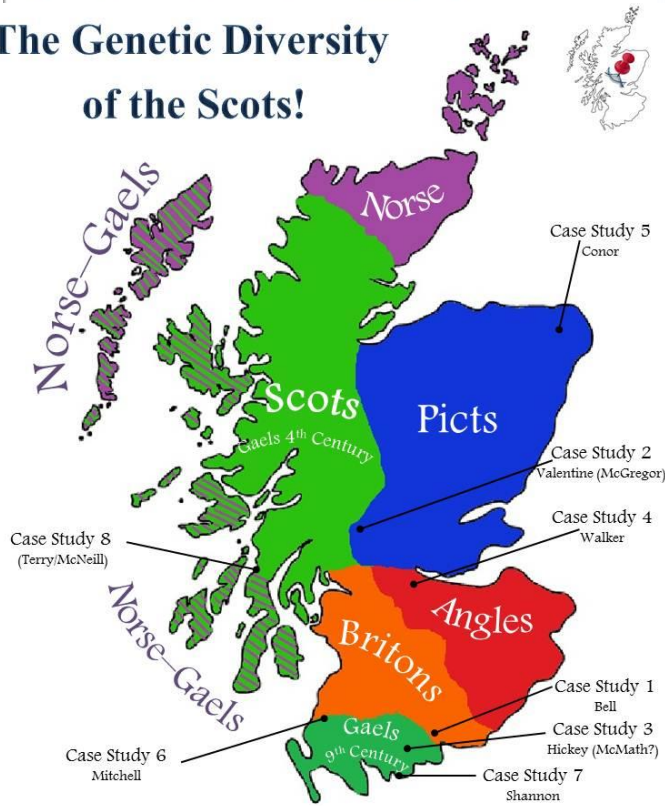 The Genetic Diversity
of the Scots!
Norse-Gaels
Norse
Case Study 5
Conor
Scots
Gaels 4th Century
Picts
Case Study 2
Valentine (McGregor)
Case Study 4
Walker
Case Study 8
(Terry/McNeill)
Norse-Gaels
Angles
Britons
Case Study 1
Bell
Gaels
9th Century
Case Study 3
Hickey (McMath?)
Case Study 6
Mitchell
Case Study 7
Shannon